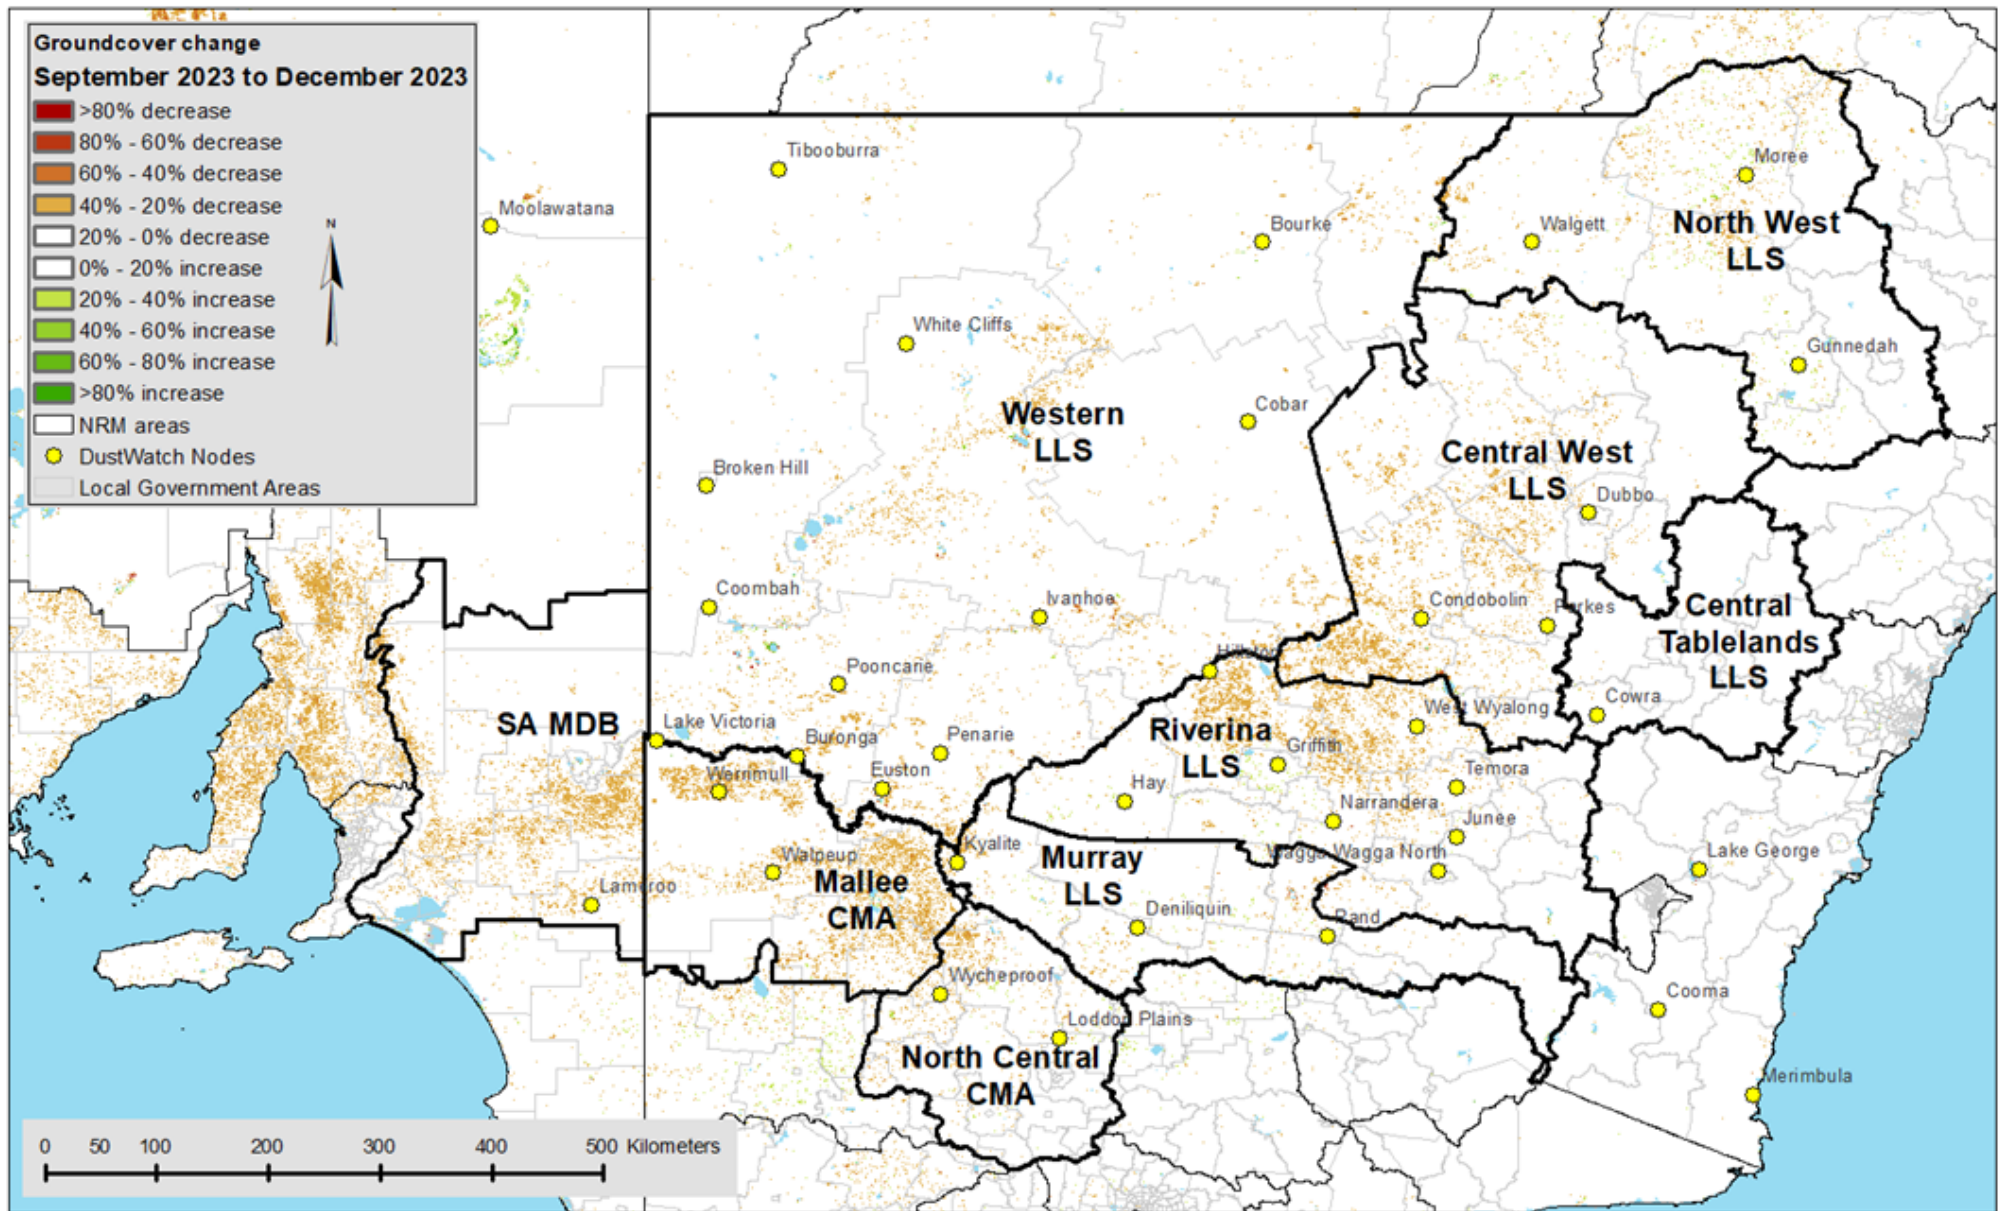 Groundcover change
September 2023 to December 2023
>80% decrease
80% - 60% decrease
60% - 40% decrease
40% - 20% decrease
20% - 0% decrease
0% - 20% increase
20% - 40% increase
40% - 60% increase
60% - 80% increase
>80% increase
NRM areas
DustWatch Nodes
Local Government Areas
N
Tibooburra
Moree
Moolawatana
Bourke
Walgett
North West
LLS
White Cliffs
Gunnedah
Western
LLS
Cobar
Central West
LLS
Broken Hill
Dubbo
Coombah
Ivanhoe
Condobolin
Parkes
Central
Tablelands
LLS
Hillston
Pooncarie
SA MDB
Lake Victoria
Buronga
Penarie
Riverina
LLS
Griffith
West Wyalong
Cowra
Werrimull
Euston
Hay
Temora
Narrandera
Junee
Kyalite
Murray
LLS
Wagga Wagga North
Lake George
Walpeup
Mallee
CMA
Lameroo
Deniliquin
Rand
Wycheproof
Cooma
Loddon Plains
North Central
CMA
Merimbula
0 50 100 200 300 400 500 Kilometers